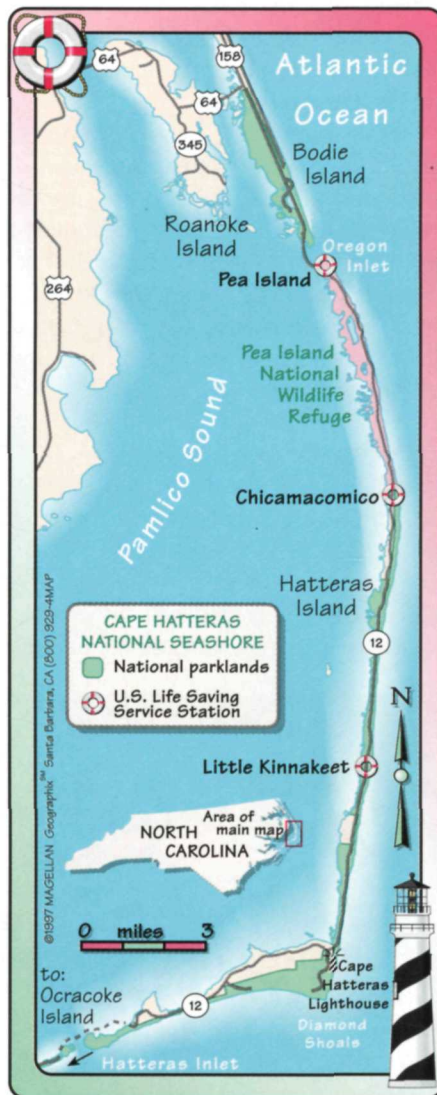 64
158
Atlantic
Ocean
64
345
Bodie
Island
Roanoke
Island
Oregon
Inlet
Pea Island
264
Pea Island
National
Wildlife
Refuge
Pamlico Sound
Chicamacomico
Hatteras
Island
12
CAPE HATTERAS
NATIONAL SEASHORE
National parklands
U.S. Life Saving
Service Station
N
Little Kinnakeet
Area of
main map
NORTH
CAROLINA
©1997 MAGELLAN Geographix℠ Santa Barbara, CA (800) 929-4MAP
0 miles 3
to:
Ocracoke
Island
12
Cape
Hatteras
Lighthouse
Diamond
Shoals
Hatteras Inlet